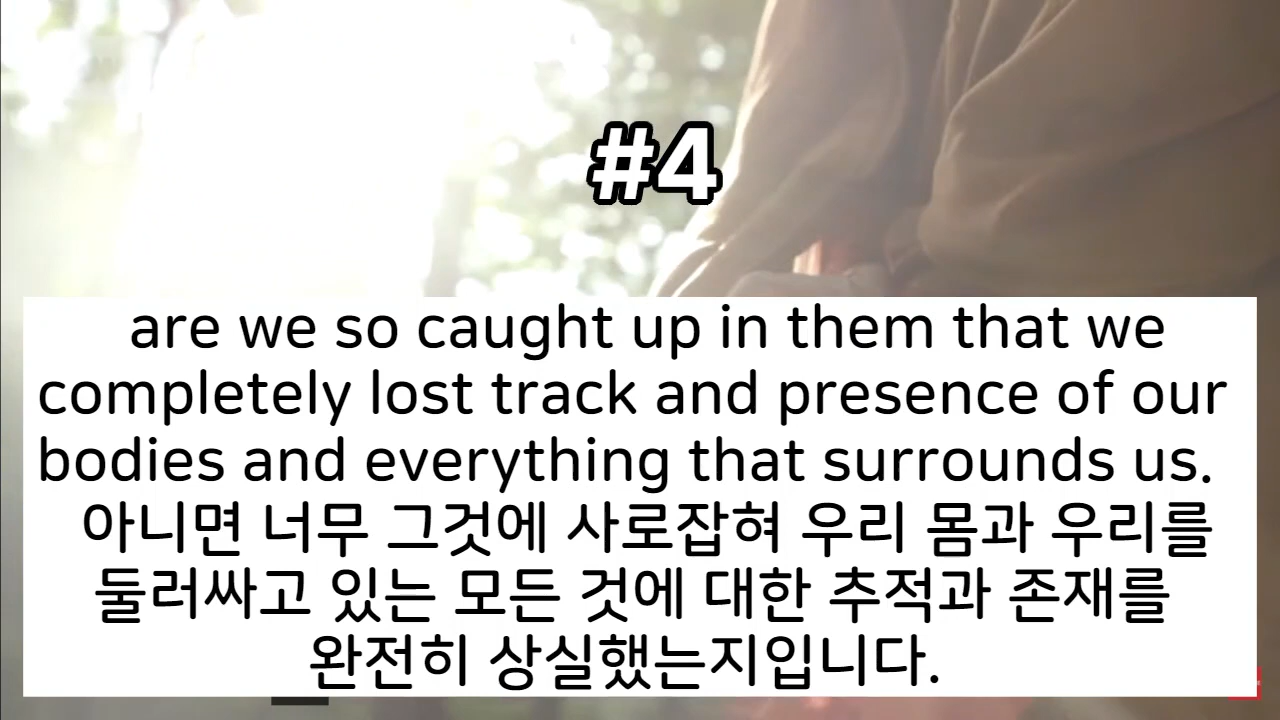 #4
are we so caught up in them that we
completely lost track and presence of our
bodies and everything that surrounds us.
아니면 너무 그것에 사로잡혀 우리 몸과 우리를
둘러싸고 있는 모든 것에 대한 추적과 존재를
완전히 상실했는지입니다.